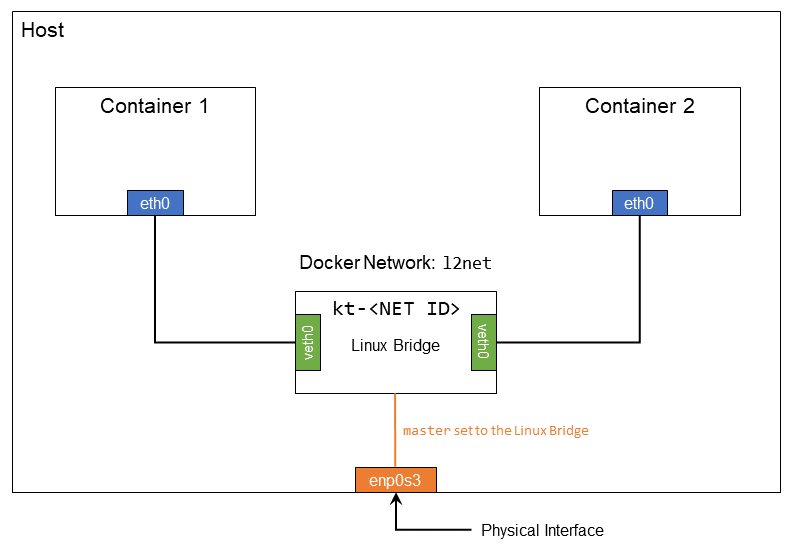 Host
Container 1
Container 2
eth0
eth0
Docker Network: l2net
kt-<NET ID>
veth0
Linux Bridge
veth0
master set to the Linux Bridge
enp0s3
Physical Interface